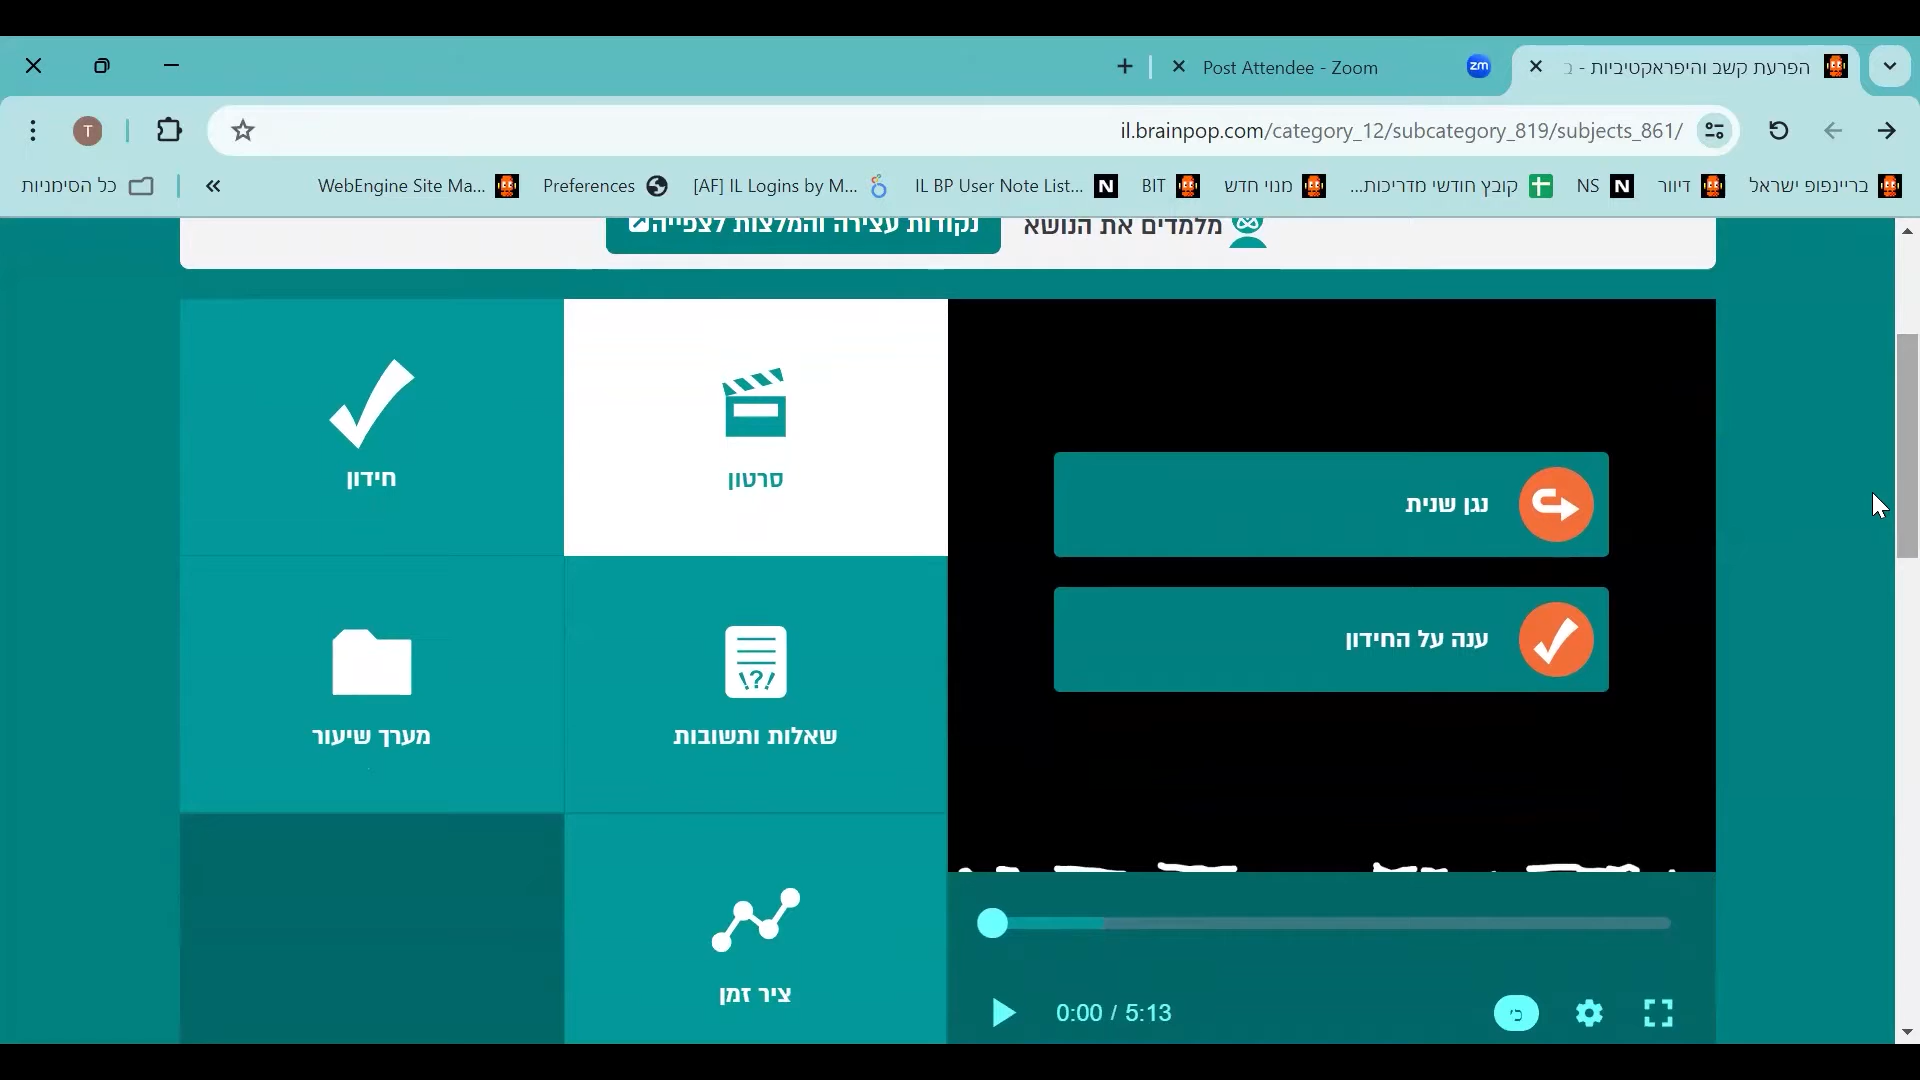 הפרעת קשב והיפראקטיביות - ב
Post Attendee - Zoom
zm
il.brainpop.com/category_12/subcategory_819/subjects_861/
T
בריינפופ ישראל
דיוור
NS
קובץ חודשי מדריכות...
מנוי חדש
BIT
IL BP User Note List...
[AF] IL Logins by M...
Preferences
WebEngine Site Ma...
כל הסימניות
מלמדים את הנושא
נקודות עצירה והמלצות לצפייה
נגן שנית
ענה על החידון
0:00 / 5:13
כ׳
סרטון
חידון
שאלות ותשובות
מערך שיעור
ציר זמן